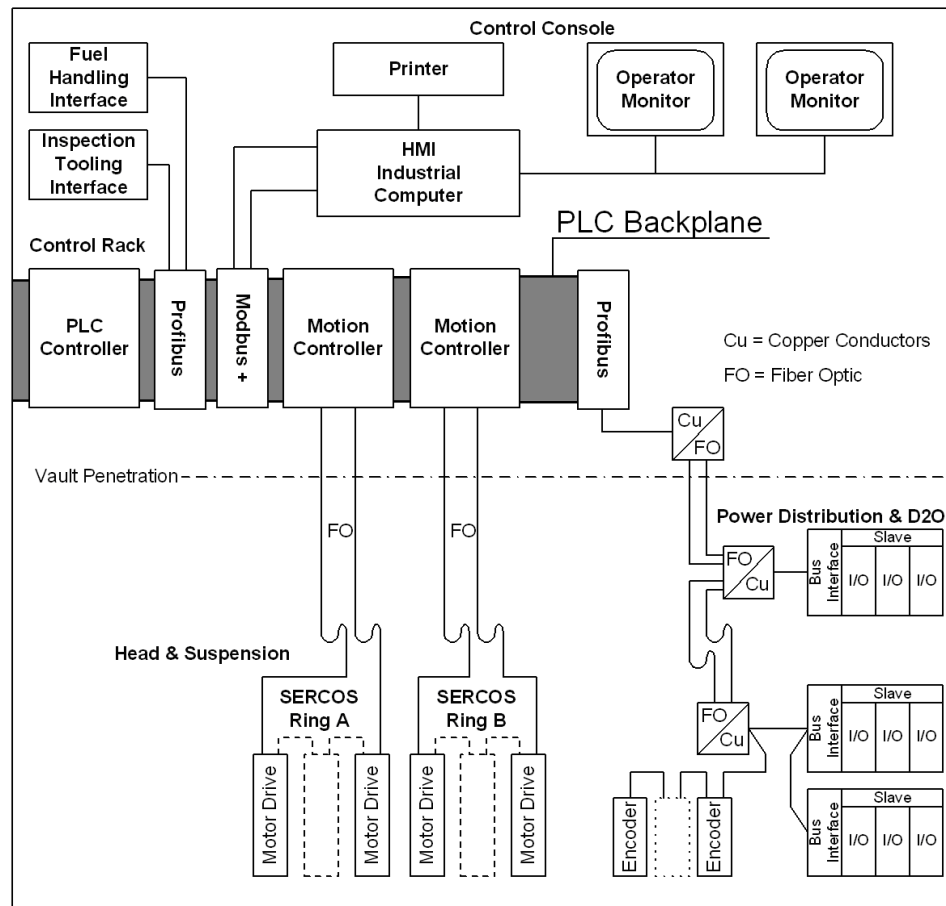 Control Console
Fuel
Handling
Interface
Printer
Operator
Monitor
Operator
Monitor
Inspection
Tooling
Interface
HMI
Industrial
Computer
PLC Backplane
Control Rack
PLC
Controller
Profibus
Modbus +
Motion
Controller
Motion
Controller
Profibus
Cu = Copper Conductors
FO = Fiber Optic
Cu
FO
Vault Penetration
FO
FO
Power Distribution & D2O
FO
Cu
Bus
Interface
Slave
I/O
I/O
I/O
Head & Suspension
SERCOS
Ring A
SERCOS
Ring B
FO
Cu
Bus
Interface
Slave
I/O
I/O
I/O
Motor Drive
Motor Drive
Motor Drive
Motor Drive
Encoder
Encoder
Bus
Interface
Slave
I/O
I/O
I/O